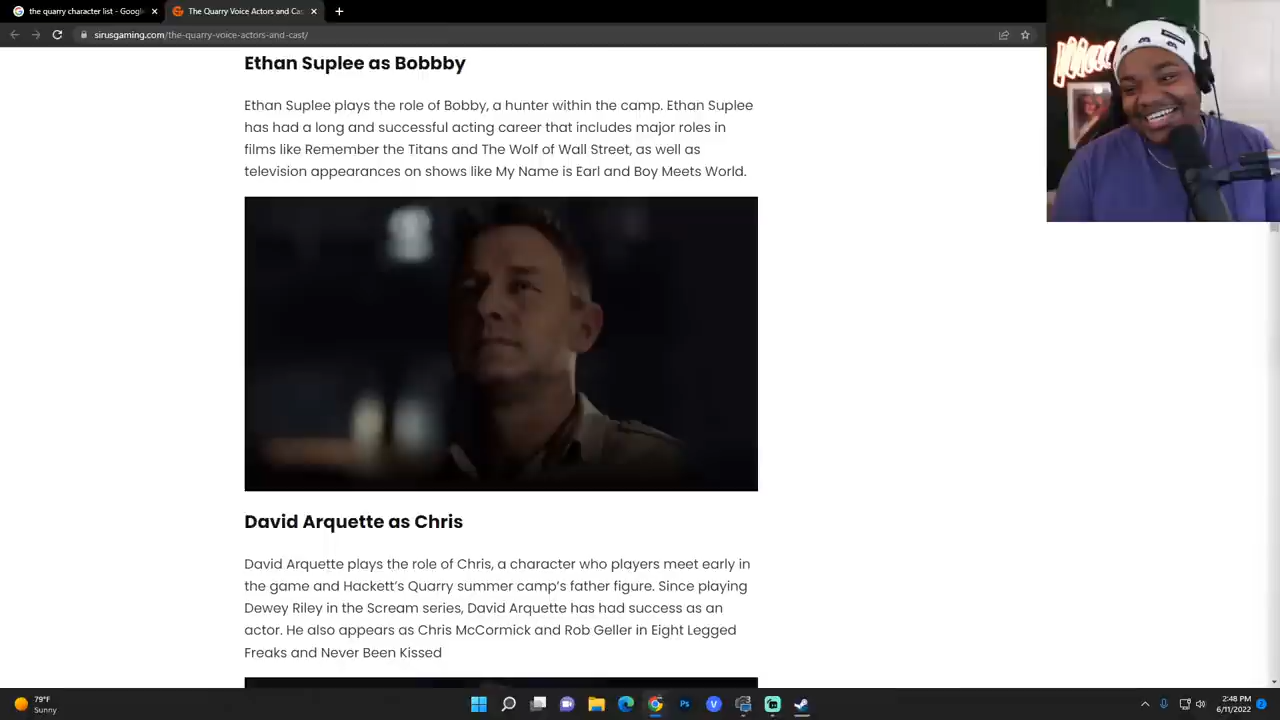 the quarry character list - Googl
The Quarry Voice Actors and Ca
sirusgaming.com/the-quarry-voice-actors-and-cast/
Ethan Suplee as Bobbby
Ethan Suplee plays the role of Bobby, a hunter within the camp. Ethan Suplee
has had a long and successful acting career that includes major roles in
films like Remember the Titans and The Wolf of Wall Street, as well as
television appearances on shows like My Name is Earl and Boy Meets World.
David Arquette as Chris
David Arquette plays the role of Chris, a character who players meet early in
the game and Hackett's Quarry summer camp's father figure. Since playing
Dewey Riley in the Scream series, David Arquette has had success as an
actor. He also appears as Chris McCormick and Rob Geller in Eight Legged
Freaks and Never Been Kissed
79°F
Sunny
2:48 PM
6/11/2022